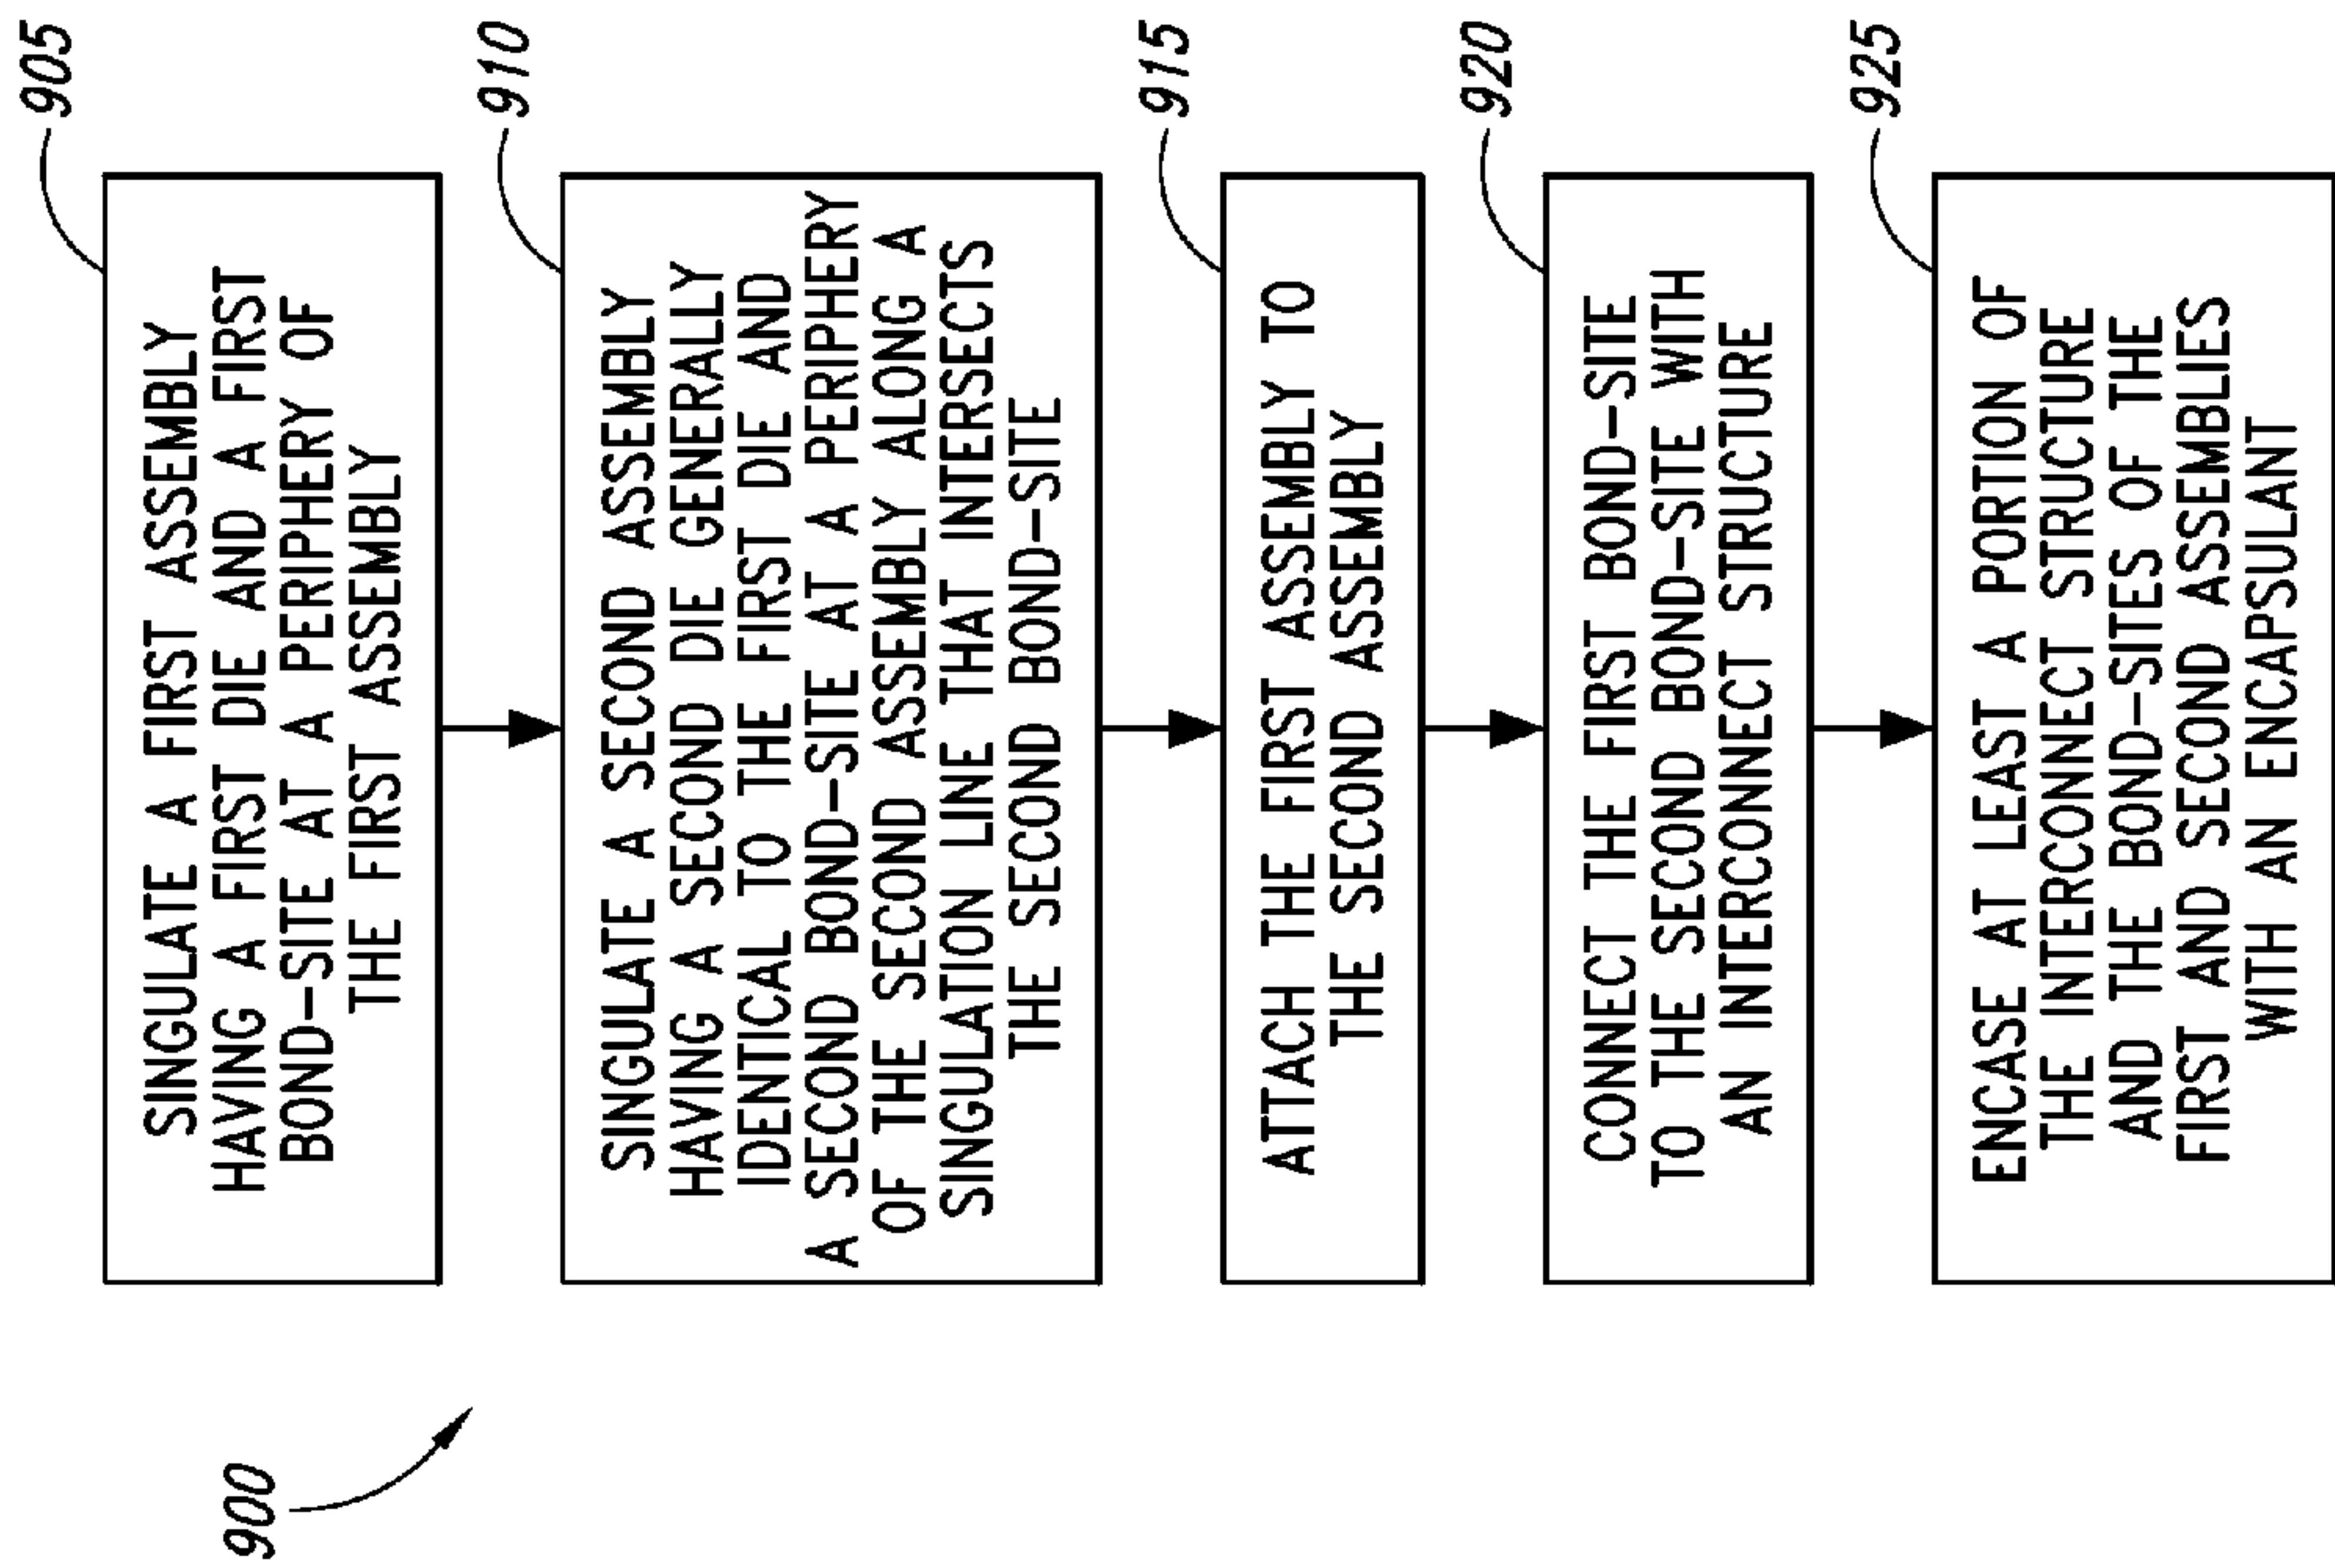 900
905
SINGULATE A FIRST ASSEMBLY
HAVING A FIRST DIE AND A FIRST
BOND-SITE AT A PERIPHERY OF
THE FIRST ASSEMBLY
910
SINGULATE A SECOND ASSEMBLY
HAVING A SECOND DIE GENERALLY
IDENTICAL TO THE FIRST DIE AND
A SECOND BOND-SITE AT A PERIPHERY
OF THE SECOND ASSEMBLY ALONG A
SINGULATION LINE THAT INTERSECTS
THE SECOND BOND-SITE
915
ATTACH THE FIRST ASSEMBLY TO
THE SECOND ASSEMBLY
920
CONNECT THE FIRST BOND-SITE
TO THE SECOND BOND-SITE WITH
AN INTERCONNECT STRUCTURE
925
ENCASE AT LEAST A PORTION OF
THE INTERCONNECT STRUCTURE
AND THE BOND-SITES OF THE
FIRST AND SECOND ASSEMBLIES
WITH AN ENCAPSULANT